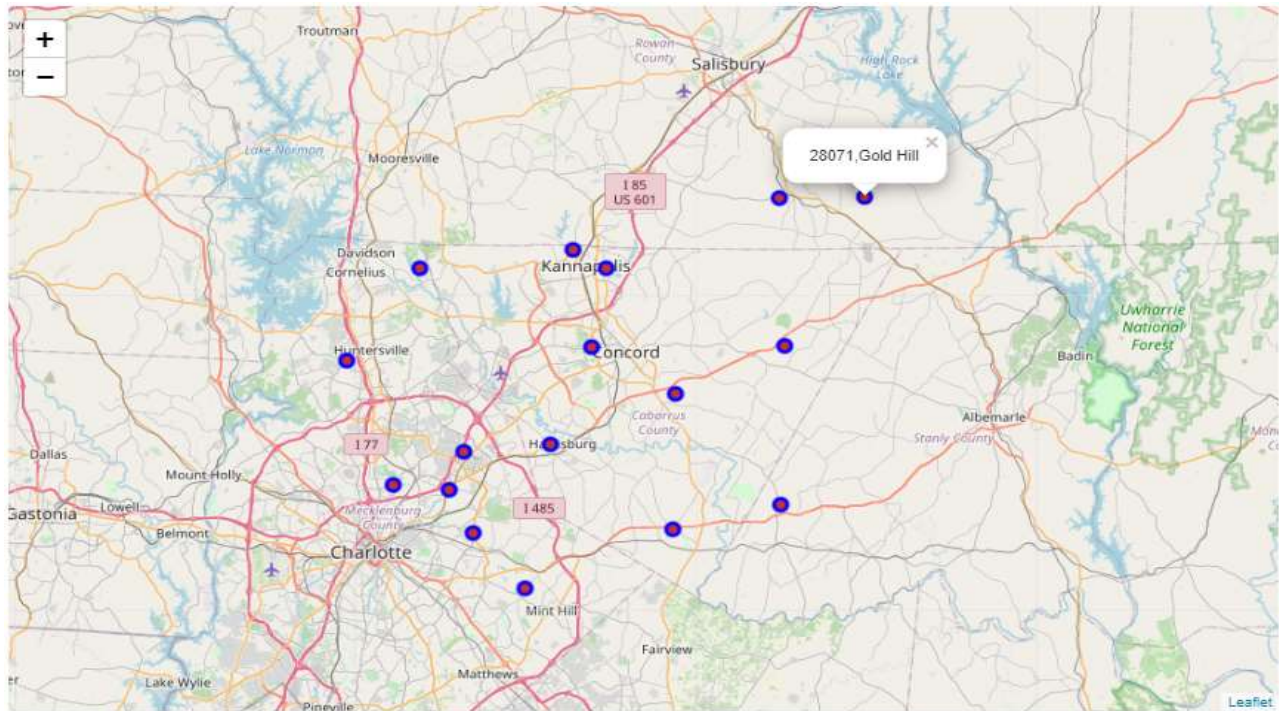 +
−
Troutman
Rowan
County
Salisbury
High Rock
Lake
Lake Norman
Mooresville
28071,Gold Hill
×
I 85
US 601
Davidson
Cornelius
Kannapolis
Uwharrie
National
Forest
Huntersville
Concord
Badin
Cabarrus
County
Albemarle
Stanly County
Dallas
I 77
Harrisburg
Mount Holly
Lowell
Gastonia
Mecklenburg
County
I 485
Belmont
Charlotte
Mint Hill
Fairview
Matthews
Lake Wylie
Pineville
Leaflet